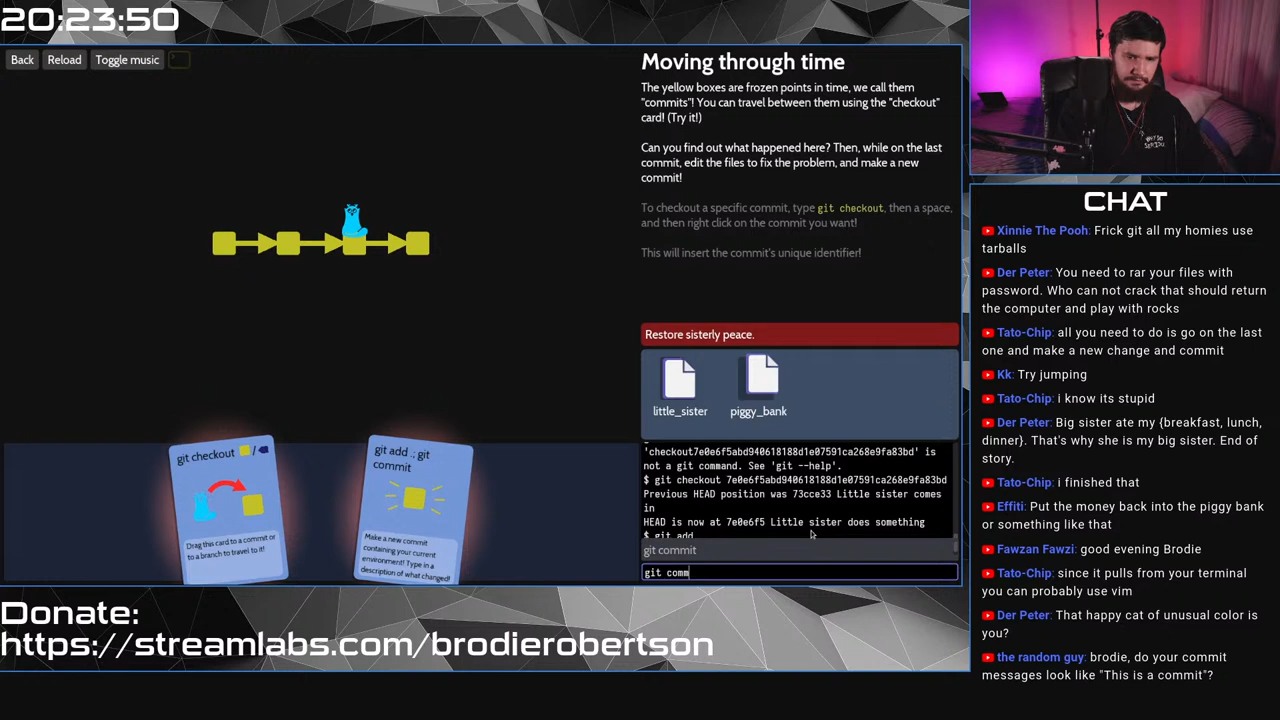 20:23:50
Back
Reload
Toggle music
Moving through time
The yellow boxes are frozen points in time, we call them
"commits"! You can travel between them using the "checkout"
card! (Try it!)
Can you find out what happened here? Then, while on the last
commit, edit the files to fix the problem, and make a new
commit!
To checkout a specific commit, type git checkout, then a space,
and then right click on the commit you want!
This will insert the commit's unique identifier!
Restore sisterly peace.
little_sister
piggy_bank
'checkout7e0e6f5abd940618188d1e07591ca268e9fa83bd' is
not a git command. See 'git --help'.
$ git checkout 7e0e6f5abd940618188d1e07591ca268e9fa83bd
Previous HEAD position was 73cce33 Little sister comes
in
HEAD is now at 7e0e6f5 Little sister does something
$ git add
git commit
git comm
git checkout
Drag this card to a commit or
to a branch to travel to it!
git add .; git
commit
Make a new commit
containing your current
environment! Type in a
description of what changed!
Donate:
https://streamlabs.com/brodierobertson
CHAT
Xinnie The Pooh: Frick git all my homies use
tarballs
Der Peter: You need to rar your files with
password. Who can not crack that should return
the computer and play with rocks
Tato-Chip: all you need to do is go on the last
one and make a new change and commit
Kk: Try jumping
Tato-Chip: i know its stupid
Der Peter: Big sister ate my {breakfast, lunch,
dinner}. That's why she is my big sister. End of
story.
Tato-Chip: i finished that
Effiti: Put the money back into the piggy bank
or something like that
Fawzan Fawzi: good evening Brodie
Tato-Chip: since it pulls from your terminal
you can probably use vim
Der Peter: That happy cat of unusual color is
you?
the random guy: brodie, do your commit
messages look like "This is a commit"?